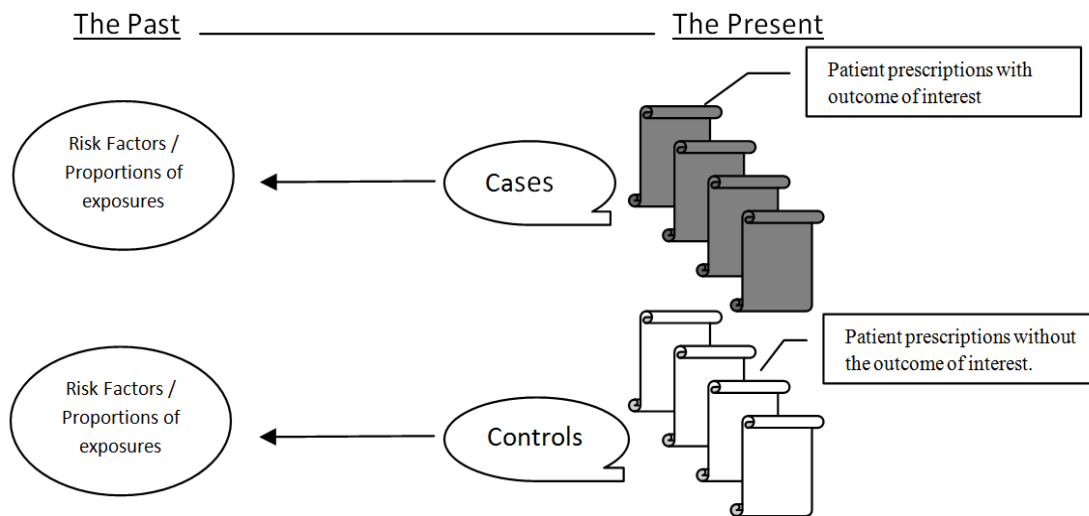 The Past
The Present
Patient prescriptions with
outcome of interest
Risk Factors /
Proportions of
exposures
Cases
Patient prescriptions without
the outcome of interest.
Risk Factors /
Proportions of
exposures
Controls